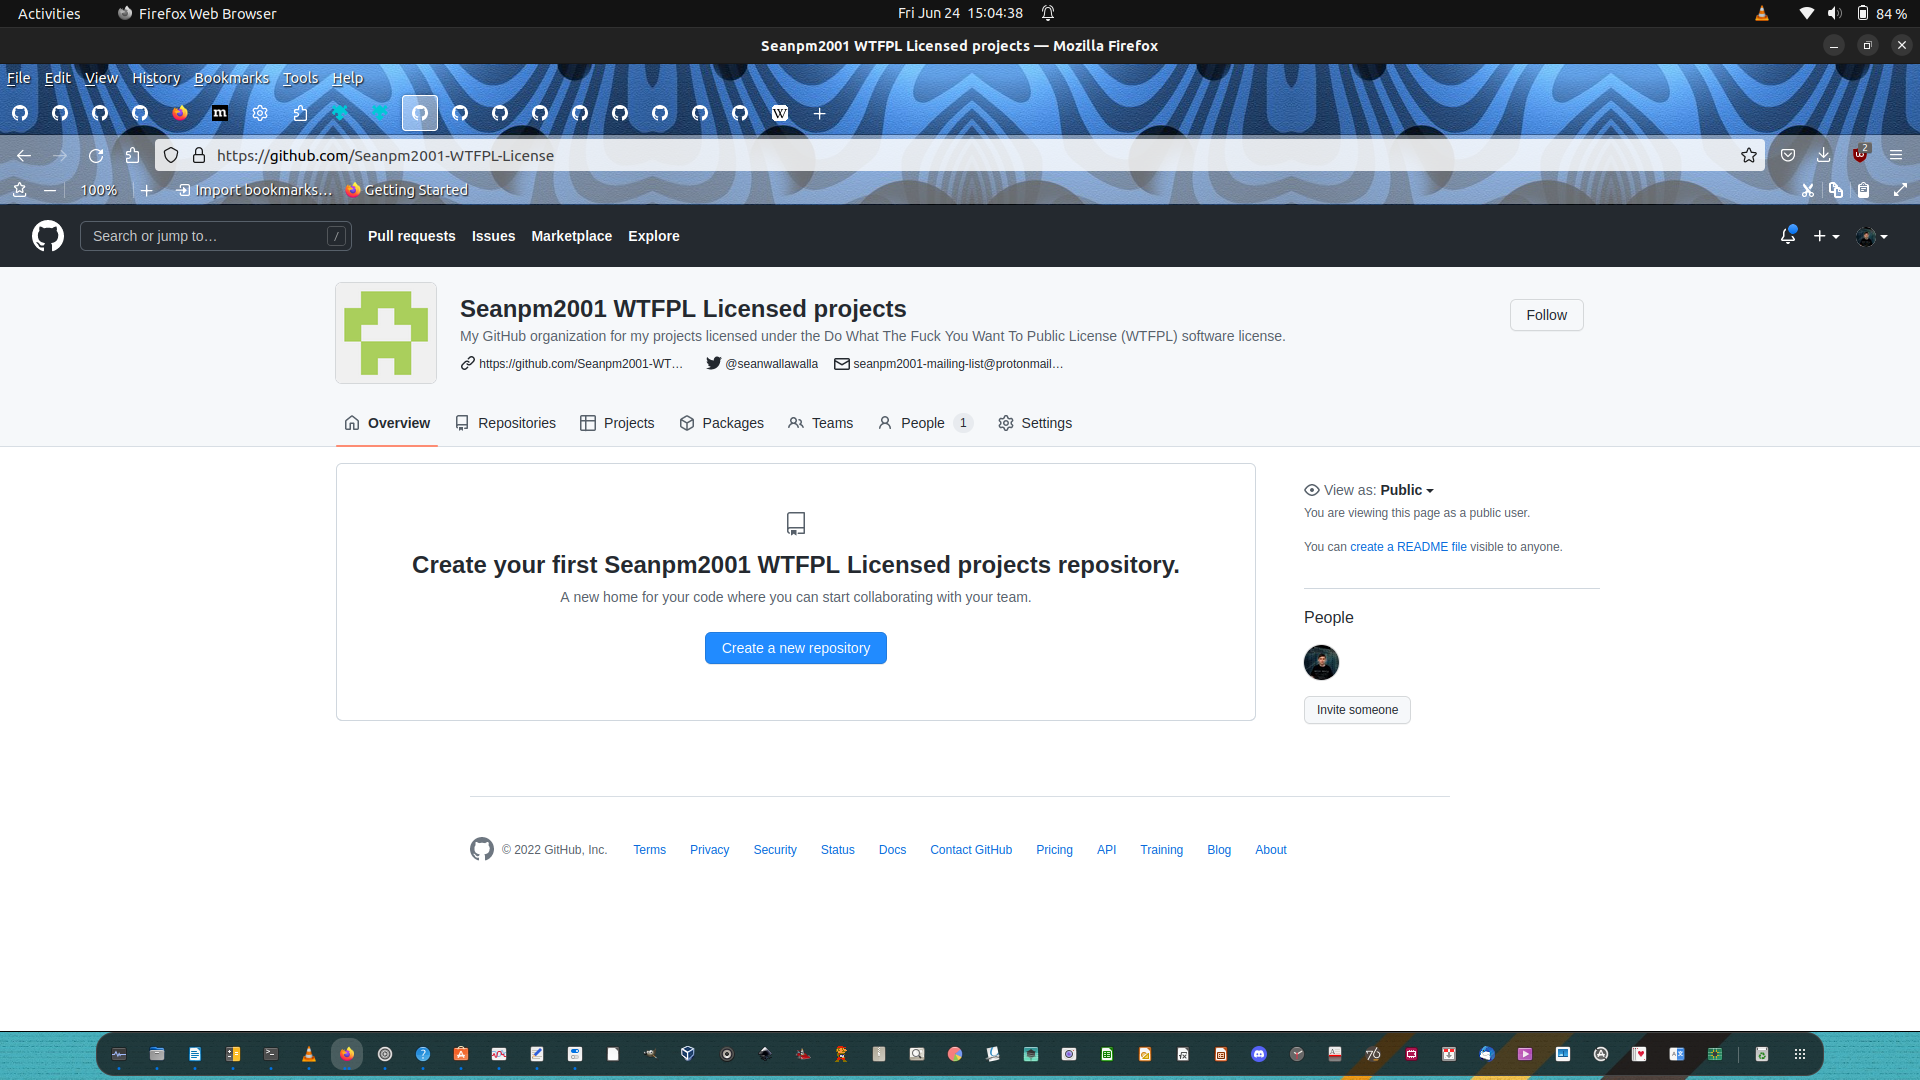 Activities
Firefox Web Browser
Fri Jun 24 15:04:38
84 %
Seanpm2001 WTFPL Licensed projects — Mozilla Firefox
File Edit View History Bookmarks Tools Help
https://github.com/Seanpm2001-WTFPL-License
2
100%
Import bookmarks…
Getting Started
Search or jump to…
/
Pull requests
Issues
Marketplace
Explore
Seanpm2001 WTFPL Licensed projects
Follow
My GitHub organization for my projects licensed under the Do What The Fuck You Want To Public License (WTFPL) software license.
https://github.com/Seanpm2001-WT…
@seanwallawalla
seanpm2001-mailing-list@protonmail…
Overview
Repositories
Projects
Packages
Teams
People 1
Settings
Create your first Seanpm2001 WTFPL Licensed projects repository.
A new home for your code where you can start collaborating with your team.
Create a new repository
View as: Public
You are viewing this page as a public user.
You can create a README file visible to anyone.
People
Invite someone
© 2022 GitHub, Inc.
Terms
Privacy
Security
Status
Docs
Contact GitHub
Pricing
API
Training
Blog
About